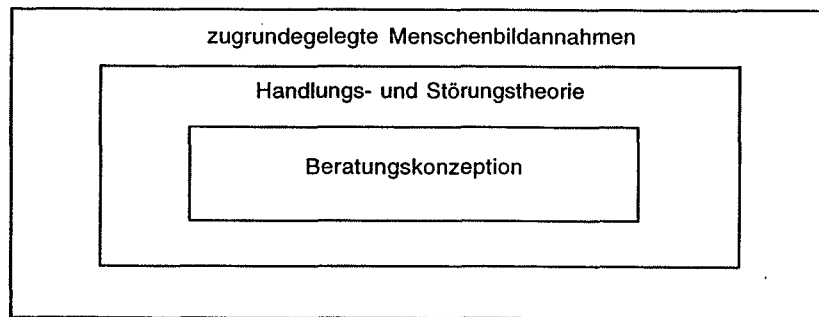 zugrundegelegte Menschenbildannahmen
Handlungs- und Störungstheorie
Beratungskonzeption